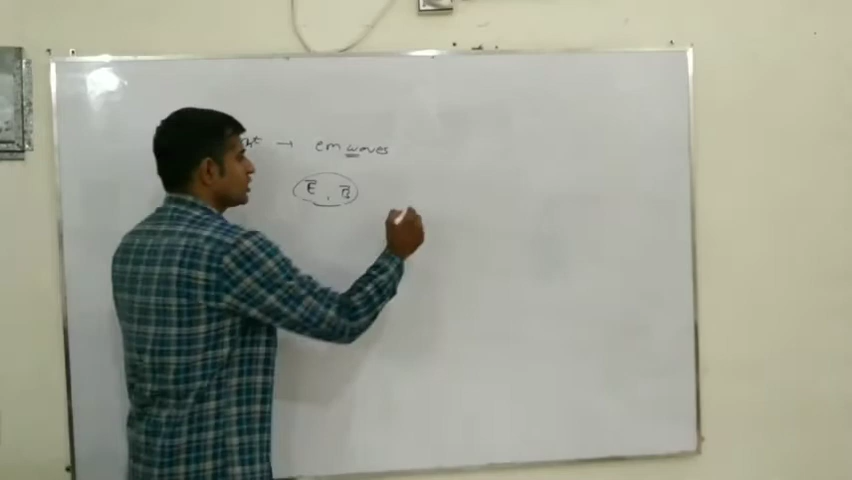 → em waves
E⃗ , B⃗